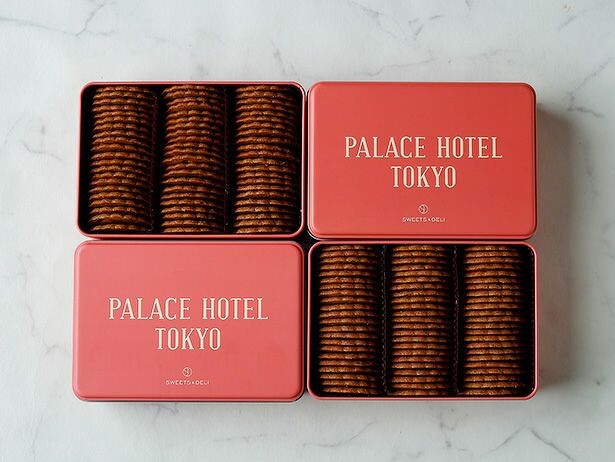 PALACE HOTEL
TOKYO
SWEETS & DELI
PALACE HOTEL
TOKYO
SWEETS & DELI